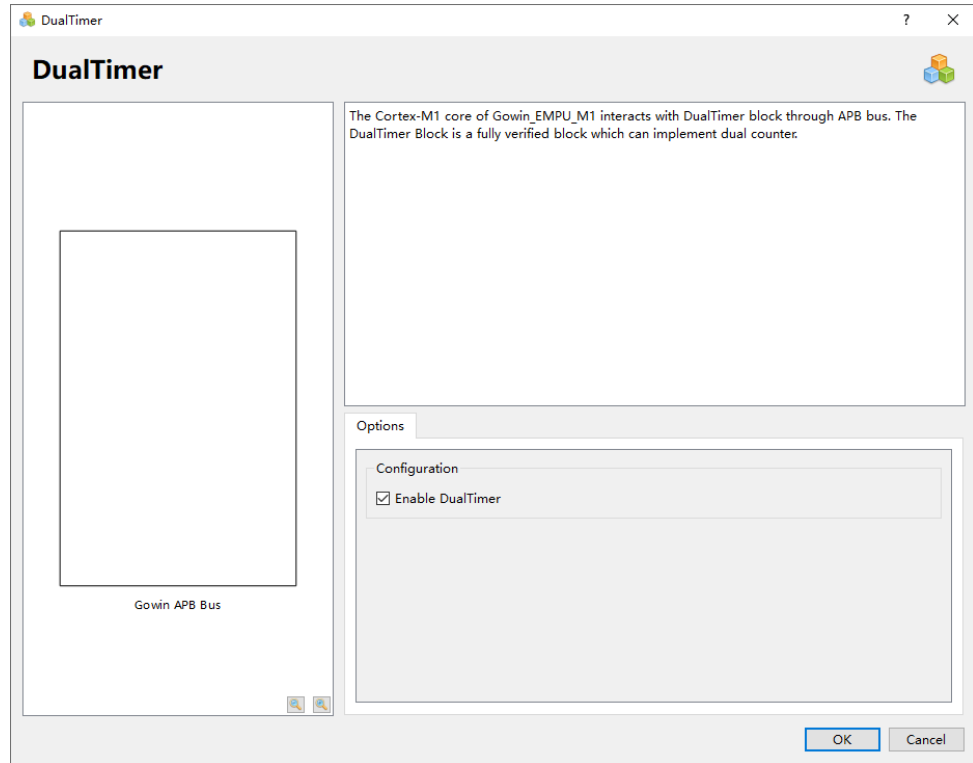 DualTimer
?
DualTimer
The Cortex-M1 core of Gowin_EMPU_M1 interacts with DualTimer block through APB bus. The
DualTimer Block is a fully verified block which can implement dual counter.
Gowin APB Bus
Options
Configuration
Enable DualTimer
OK
Cancel